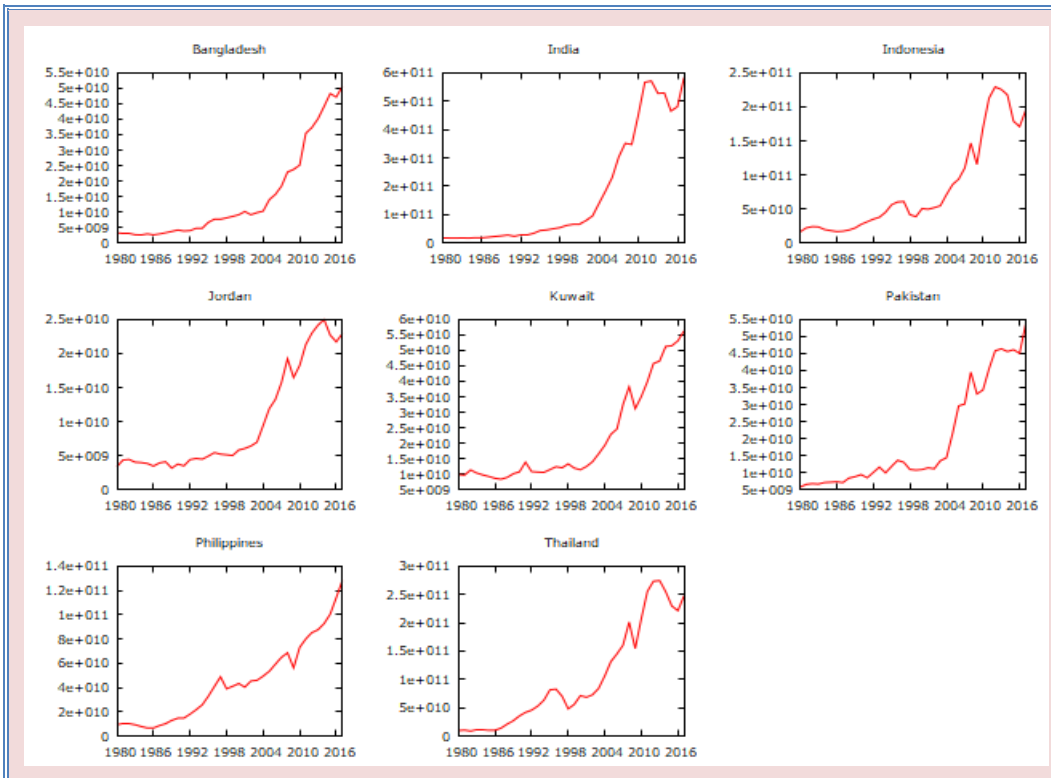 Bangladesh
5.5e+010
5e+010
4.5e+010
4e+010
3.5e+010
3e+010
2.5e+010
2e+010
1.5e+010
1e+010
5e+009
0
1980 1986 1992 1998 2004 2010 2016
India
6e+011
5e+011
4e+011
3e+011
2e+011
1e+011
0
1980 1986 1992 1998 2004 2010 2016
Indonesia
2.5e+011
2e+011
1.5e+011
1e+011
5e+010
0
1980 1986 1992 1998 2004 2010 2016
Jordan
2.5e+010
2e+010
1.5e+010
1e+010
5e+009
0
1980 1986 1992 1998 2004 2010 2016
Kuwait
6e+010
5.5e+010
5e+010
4.5e+010
4e+010
3.5e+010
3e+010
2.5e+010
2e+010
1.5e+010
1e+010
5e+009
1980 1986 1992 1998 2004 2010 2016
Pakistan
5.5e+010
5e+010
4.5e+010
4e+010
3.5e+010
3e+010
2.5e+010
2e+010
1.5e+010
1e+010
5e+009
1980 1986 1992 1998 2004 2010 2016
Philippines
1.4e+011
1.2e+011
1e+011
8e+010
6e+010
4e+010
2e+010
0
1980 1986 1992 1998 2004 2010 2016
Thailand
3e+011
2.5e+011
2e+011
1.5e+011
1e+011
5e+010
0
1980 1986 1992 1998 2004 2010 2016